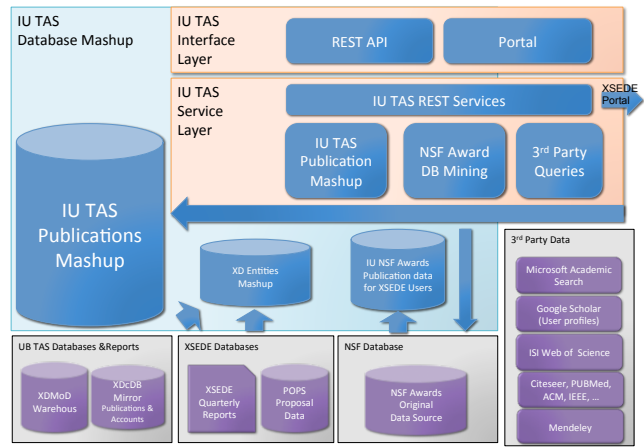 IU TAS
Database Mashup
IU TAS
Interface
Layer
REST API
Portal
IU TAS
Service
Layer
IU TAS REST Services
XSEDE
Portal
IU TAS
Publication
Mashup
NSF Award
DB Mining
3rd Party
Queries
IU TAS
Publications
Mashup
XD Entities
Mashup
IU NSF Awards
Publication data
for XSEDE Users
3rd Party Data
Microsoft Academic
Search
Google Scholar
(User profiles)
ISI Web of Science
Citeseer, PUBMed,
ACM, IEEE, ...
Mendeley
UB TAS Databases &Reports
XDMoD
Warehous
XDcDB
Mirror
Publications &
Accounts
XSEDE Databases
XSEDE
Quarterly
Reports
POPS
Proposal
Data
NSF Database
NSF Awards
Original
Data Source